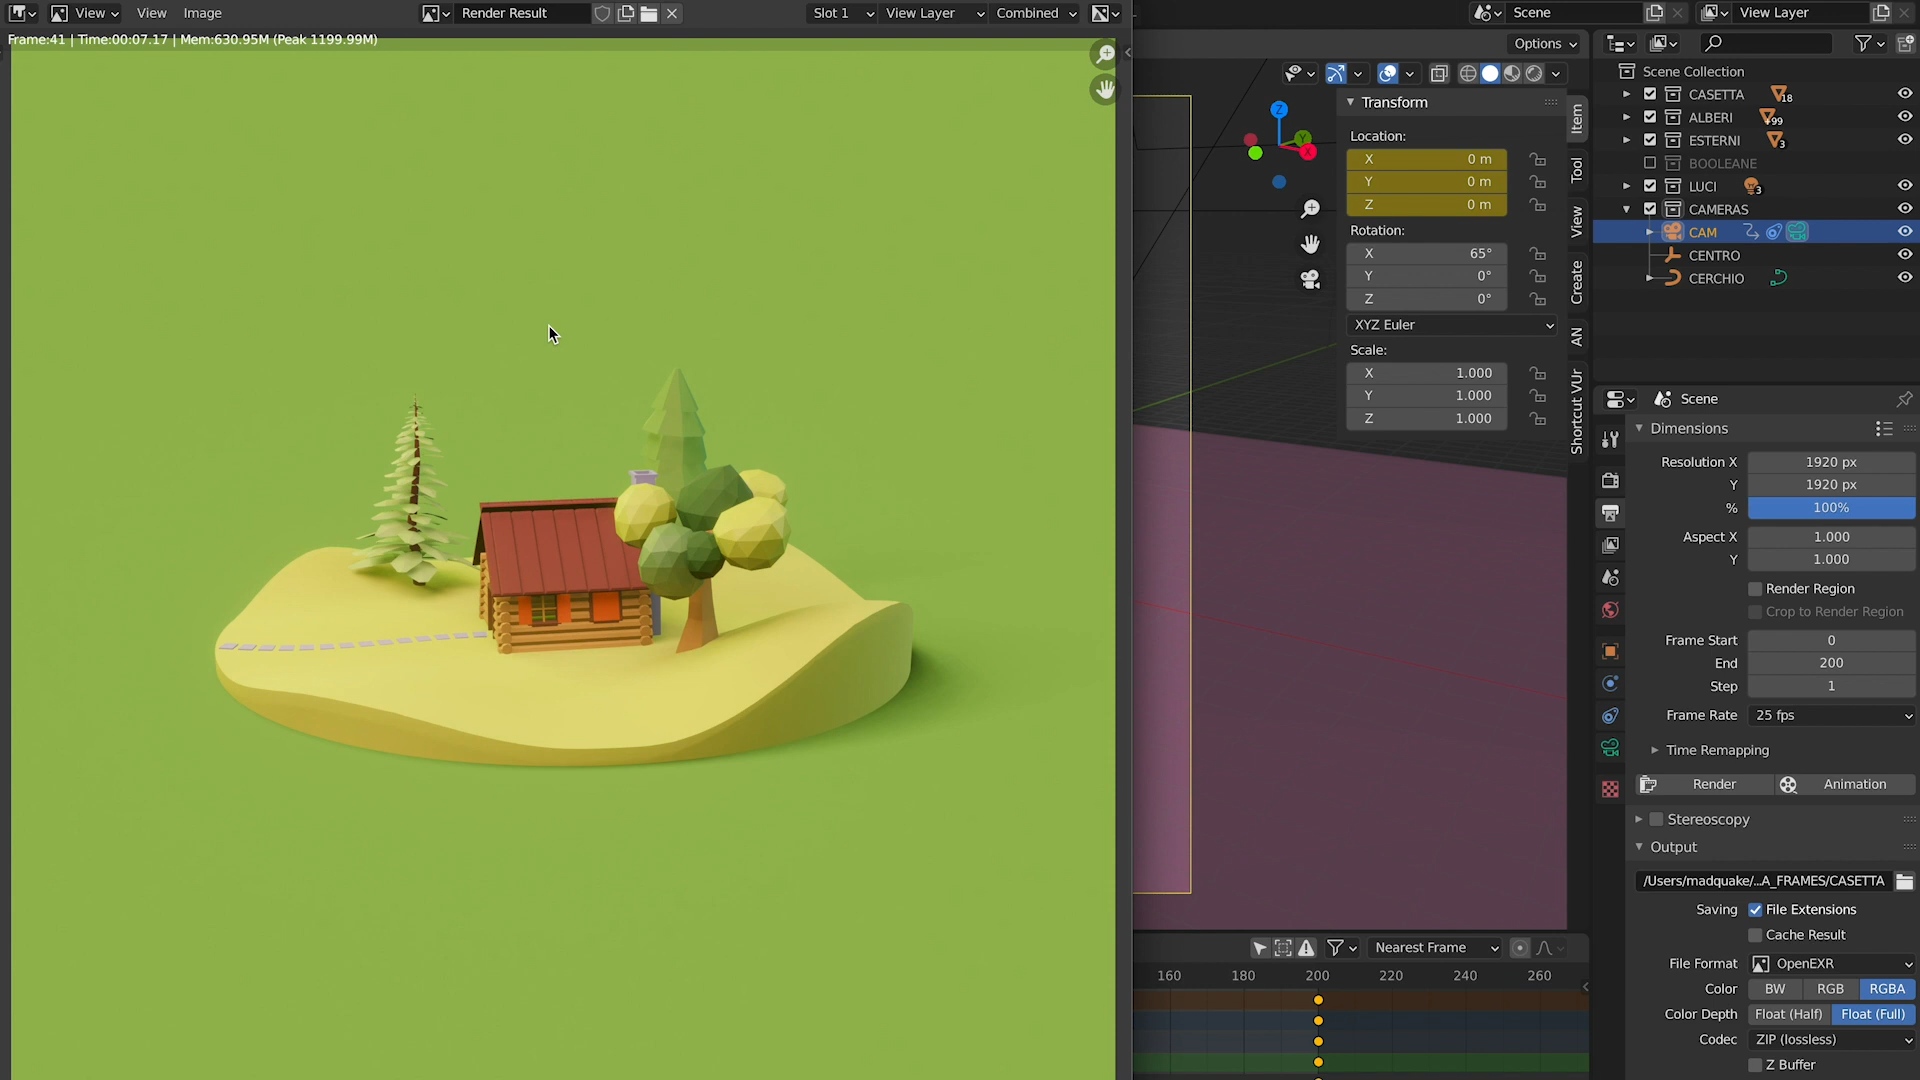 View View Image Render Result Slot 1 View Layer Combined Scene View Layer
Frame:41 | Time:00:07.17 | Mem:630.95M (Peak 1199.99M)
Options
Scene Collection
CASETTA 18
ALBERI +99
ESTERNI 3
BOOLEANE
LUCI 3
CAMERAS
CAM
CENTRO
CERCHIO
Z
Y
X
Transform
Location:
X 0 m
Y 0 m
Z 0 m
Rotation:
X 65°
Y 0°
Z 0°
XYZ Euler
Scale:
X 1.000
Y 1.000
Z 1.000
Item
Tool
View
Create
AN
Shortcut VUr
Scene
Dimensions
Resolution X 1920 px
Y 1920 px
% 100%
Aspect X 1.000
Y 1.000
Render Region
Crop to Render Region
Frame Start 0
End 200
Step 1
Frame Rate 25 fps
Time Remapping
Render Animation
Stereoscopy
Output
/Users/madquake/...A_FRAMES/CASETTA
Saving File Extensions
Cache Result
File Format OpenEXR
Color BW RGB RGBA
Color Depth Float (Half) Float (Full)
Codec ZIP (lossless)
Z Buffer
Nearest Frame
160 180 200 220 240 260